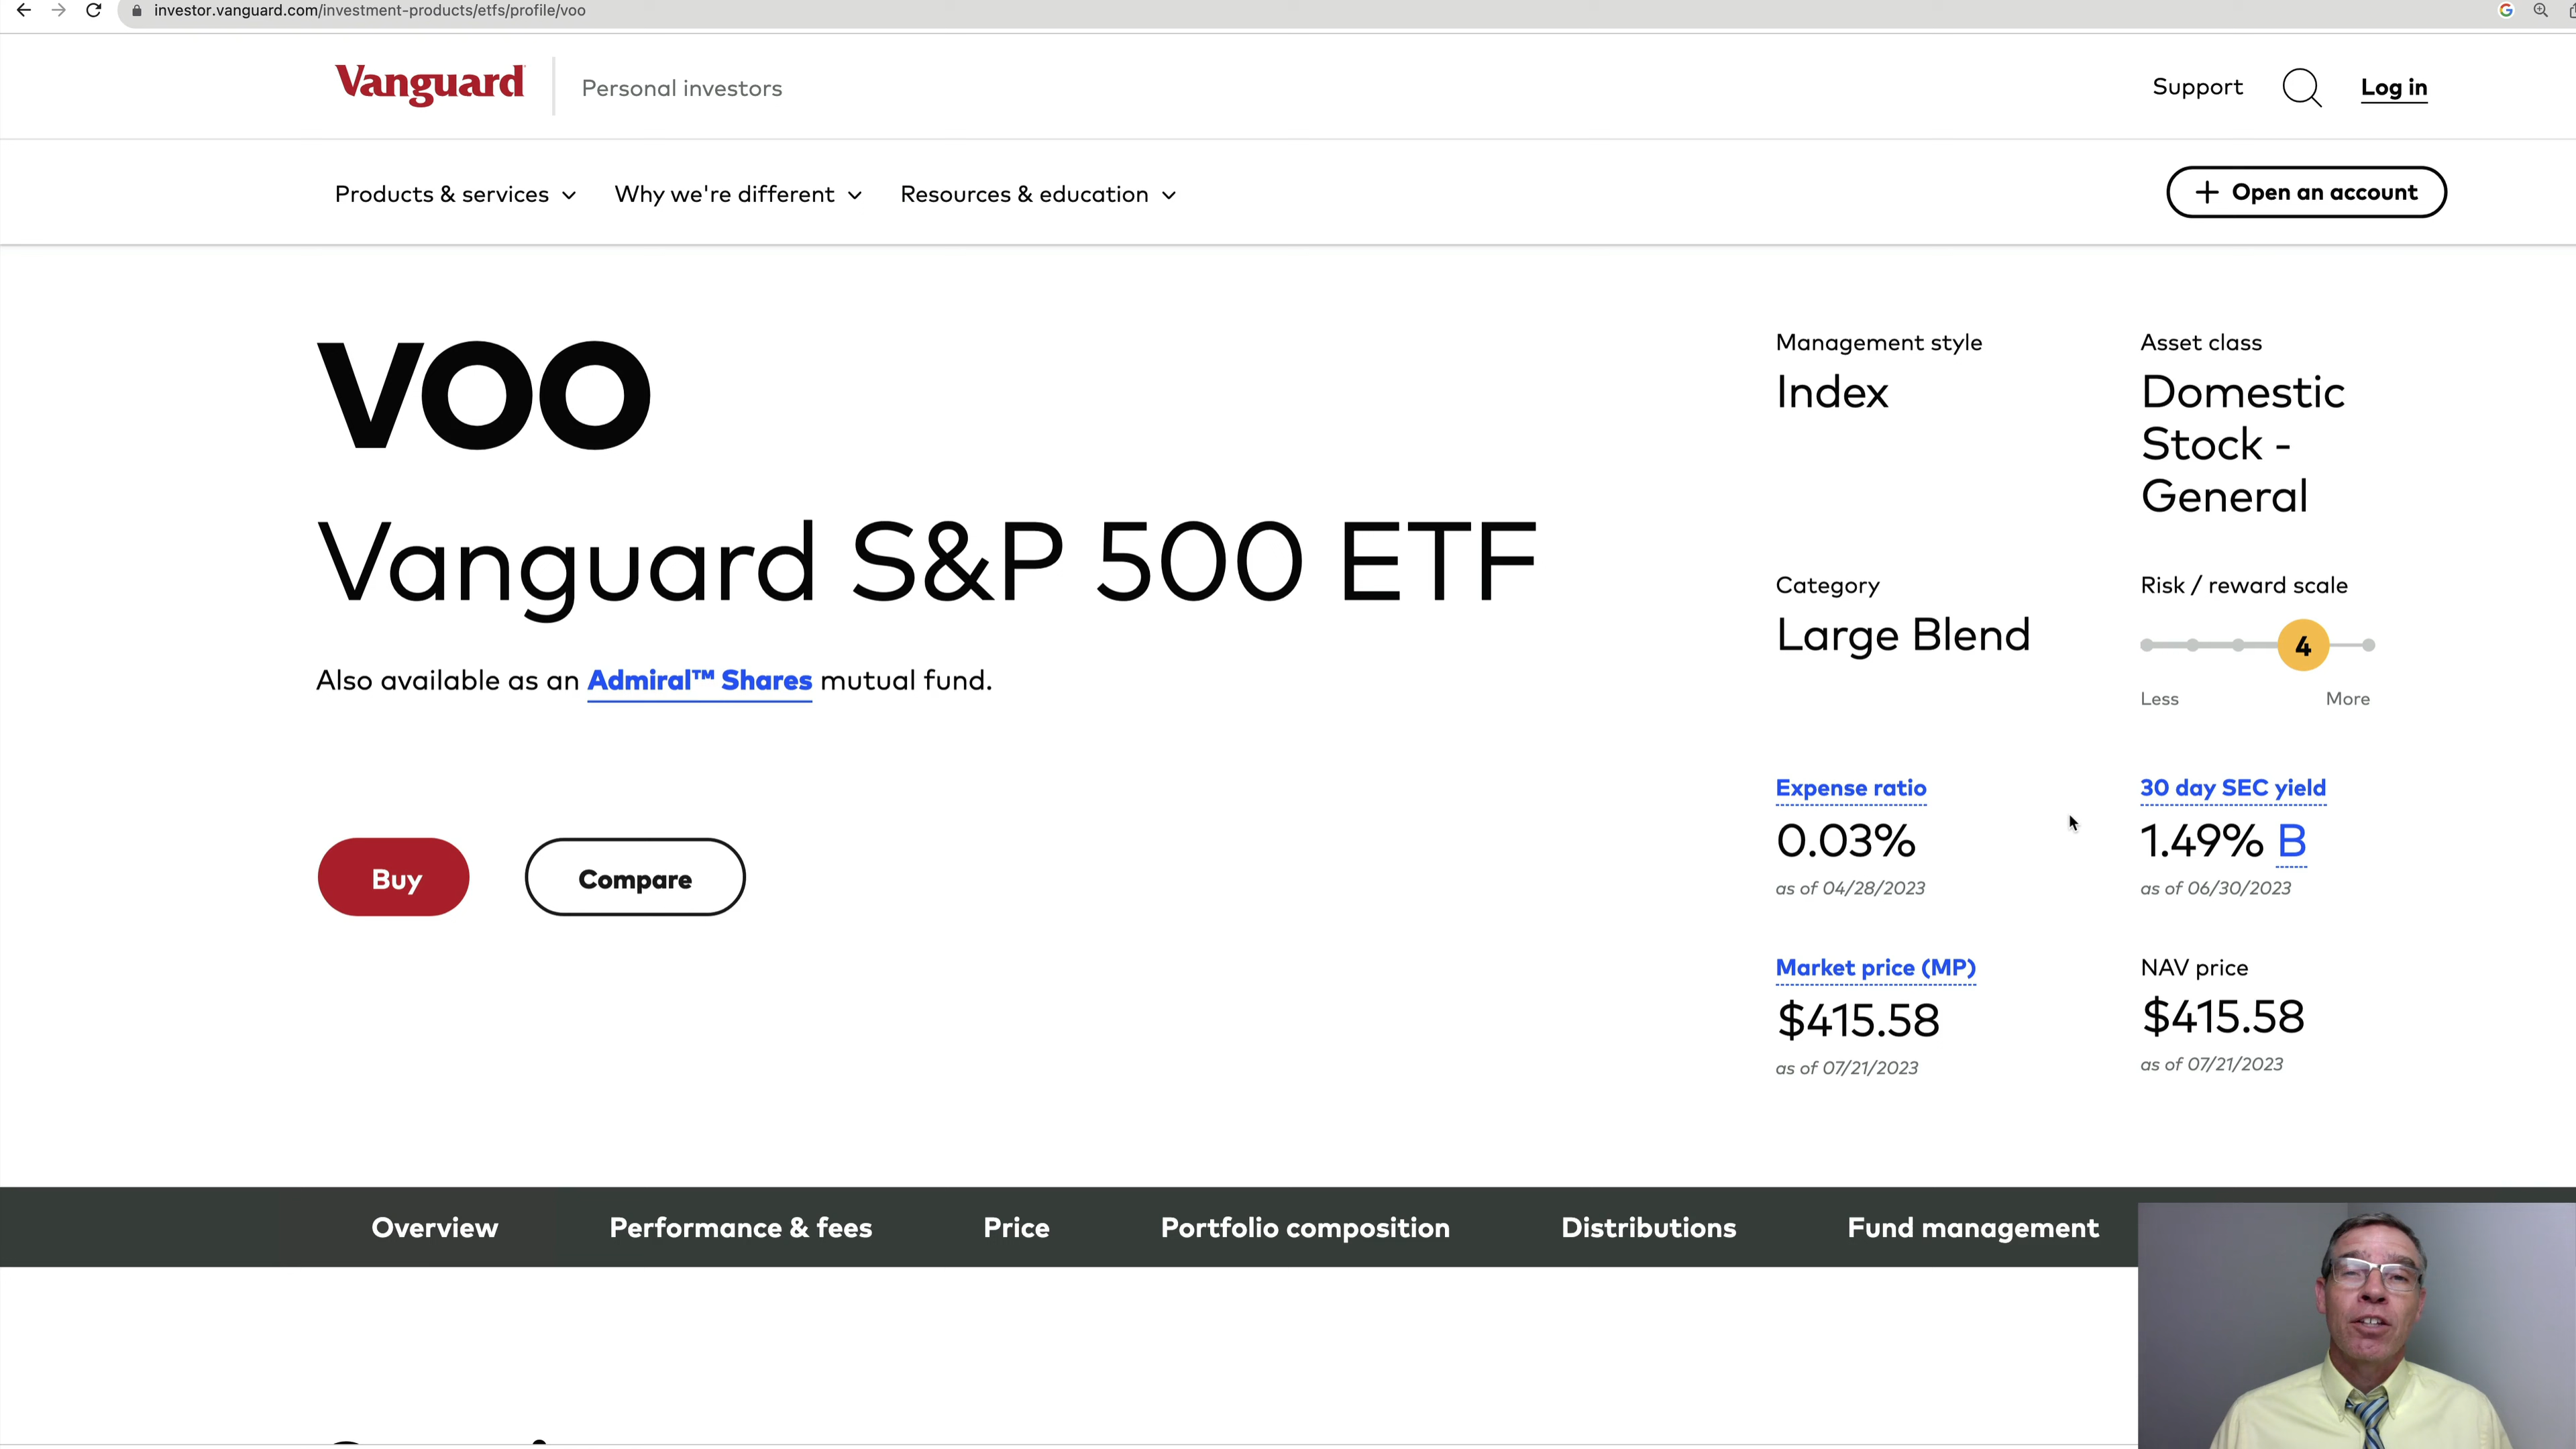 investor.vanguard.com/investment-products/etfs/profile/voo
Vanguard
Personal investors
Support
Log in
Products & services
Why we're different
Resources & education
Open an account
VOO
Vanguard S&P 500 ETF
Also available as an Admiral™ Shares mutual fund.
Buy
Compare
Management style
Index
Asset class
Domestic
Stock -
General
Category
Large Blend
Risk / reward scale
4
Less
More
Expense ratio
0.03%
as of 04/28/2023
30 day SEC yield
1.49% B
as of 06/30/2023
Market price (MP)
$415.58
as of 07/21/2023
NAV price
$415.58
as of 07/21/2023
Overview
Performance & fees
Price
Portfolio composition
Distributions
Fund management